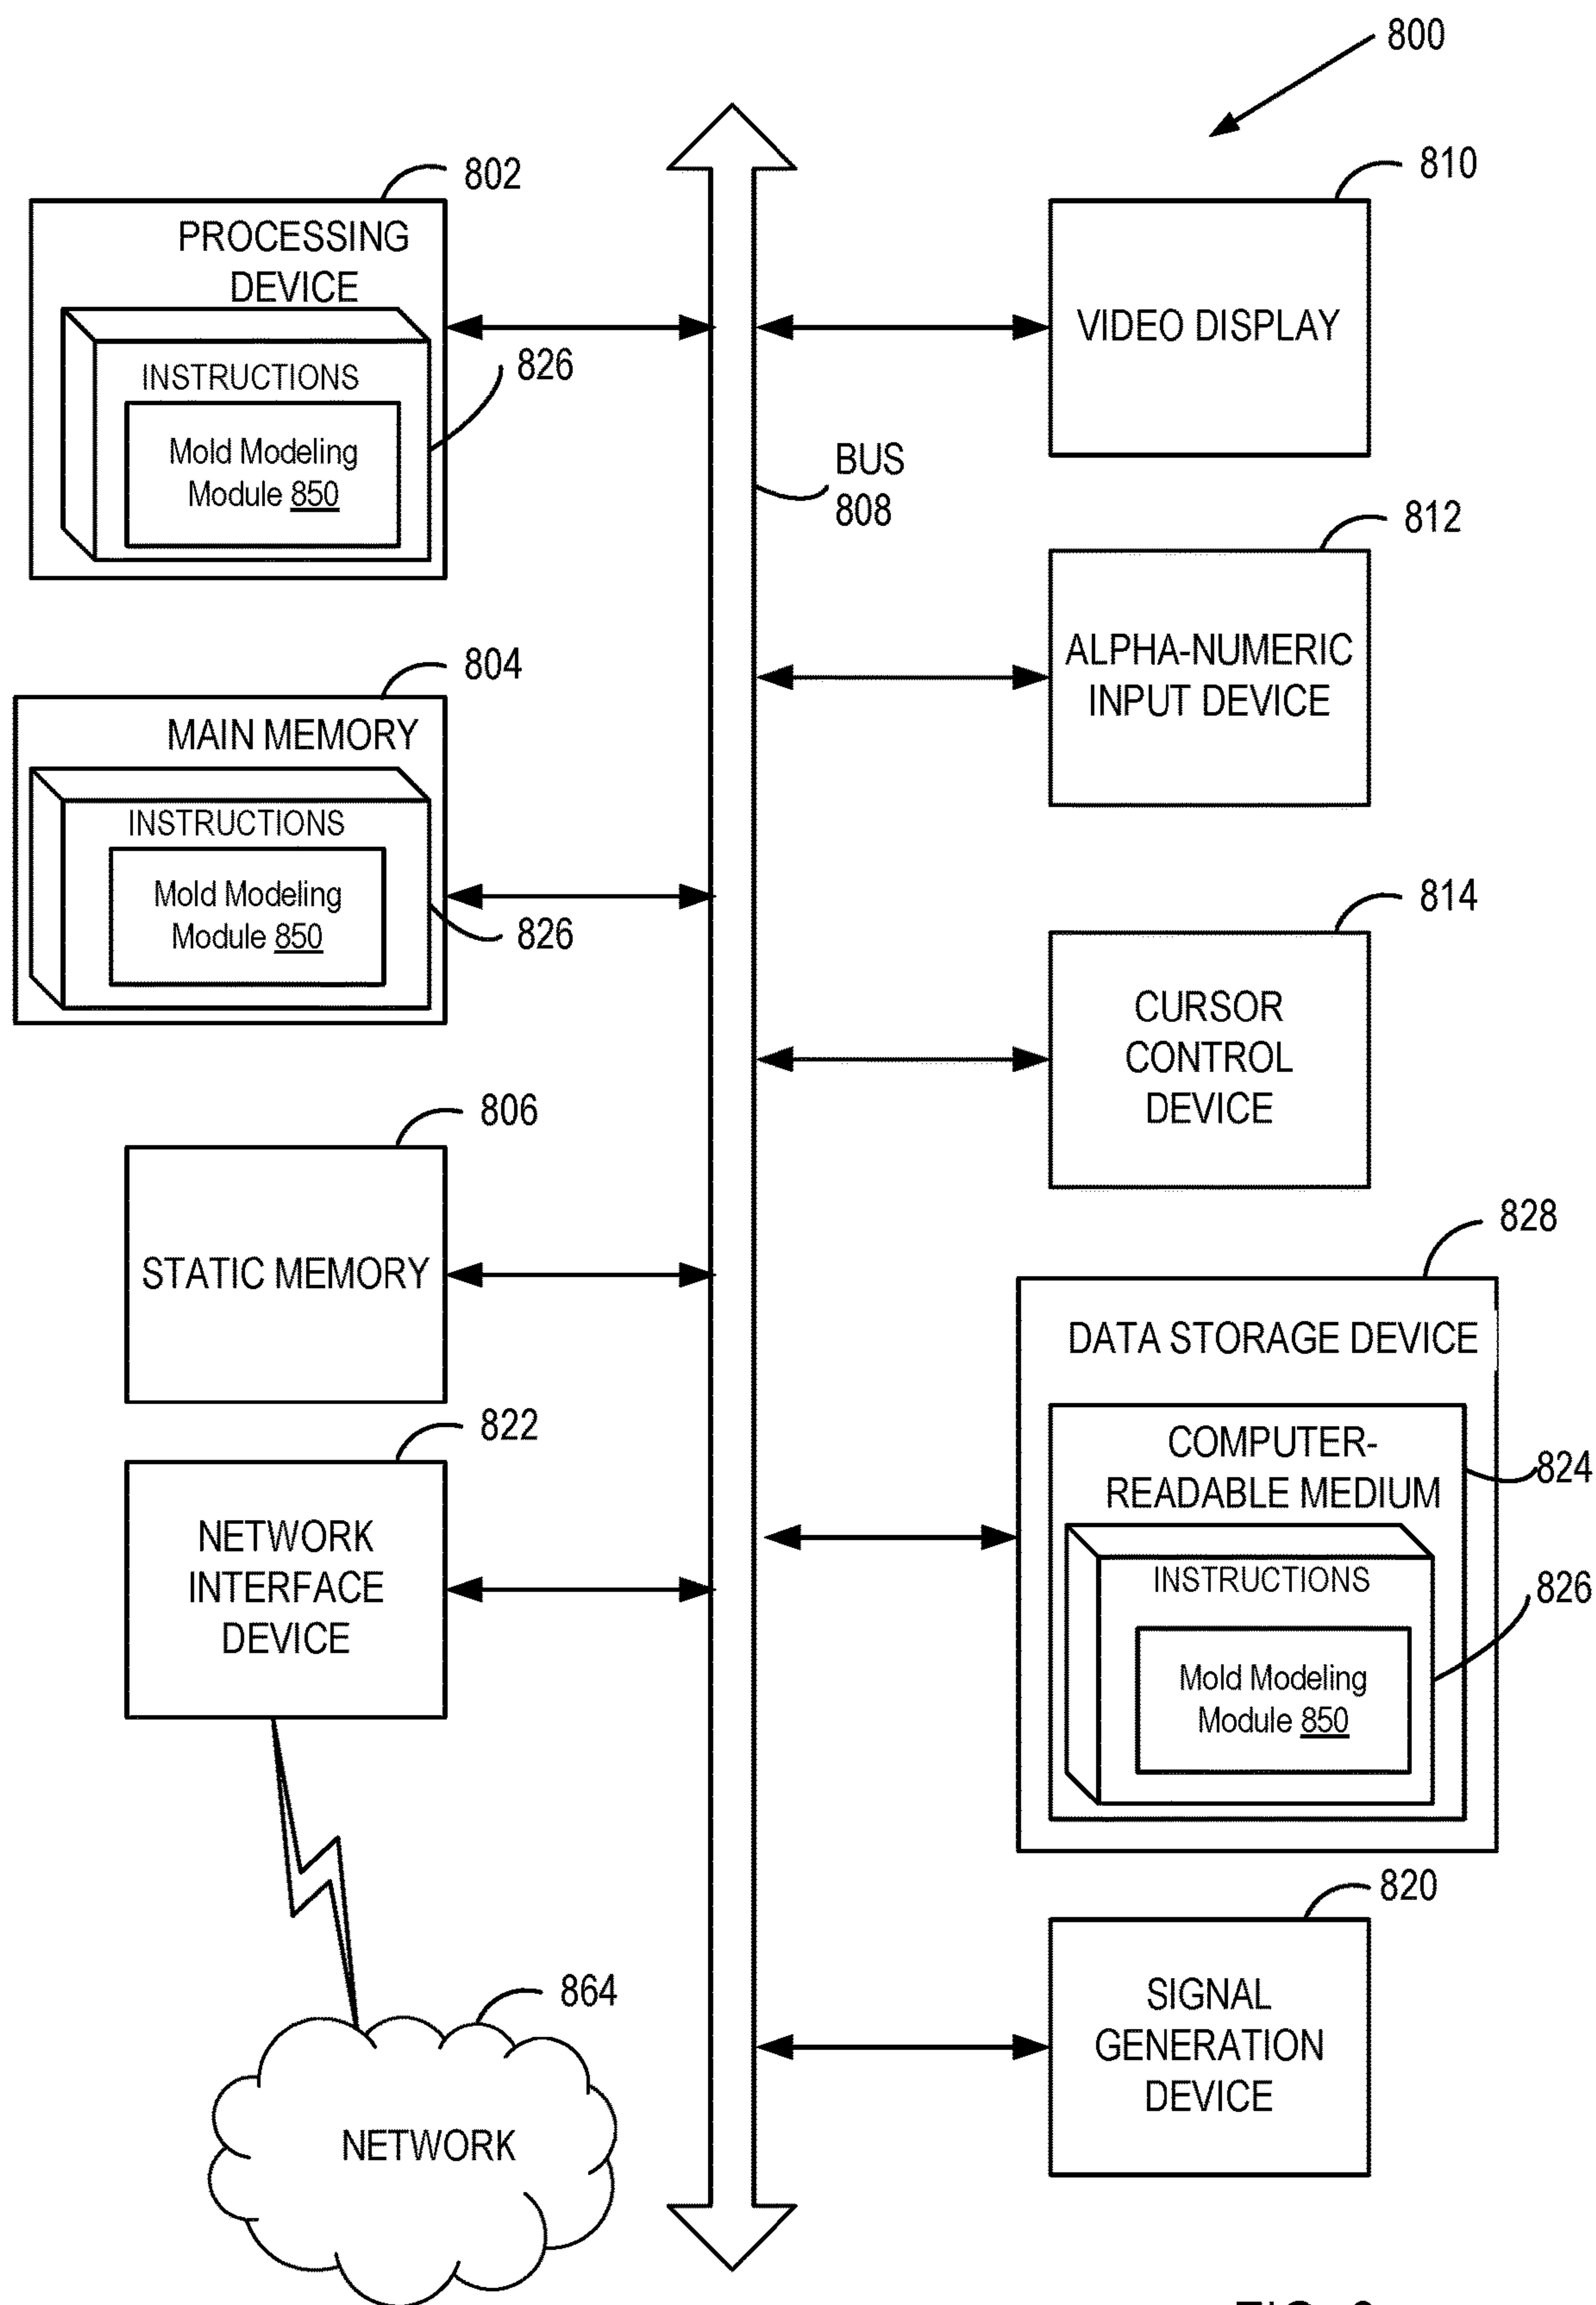 800
802
PROCESSING
DEVICE
INSTRUCTIONS
826
Mold Modeling
Module 850
804
MAIN MEMORY
INSTRUCTIONS
Mold Modeling
Module 850
826
806
STATIC MEMORY
822
NETWORK
INTERFACE
DEVICE
864
NETWORK
BUS
808
810
VIDEO DISPLAY
812
ALPHA-NUMERIC
INPUT DEVICE
814
CURSOR
CONTROL
DEVICE
828
DATA STORAGE DEVICE
COMPUTER-
READABLE MEDIUM
824
INSTRUCTIONS
826
Mold Modeling
Module 850
820
SIGNAL
GENERATION
DEVICE